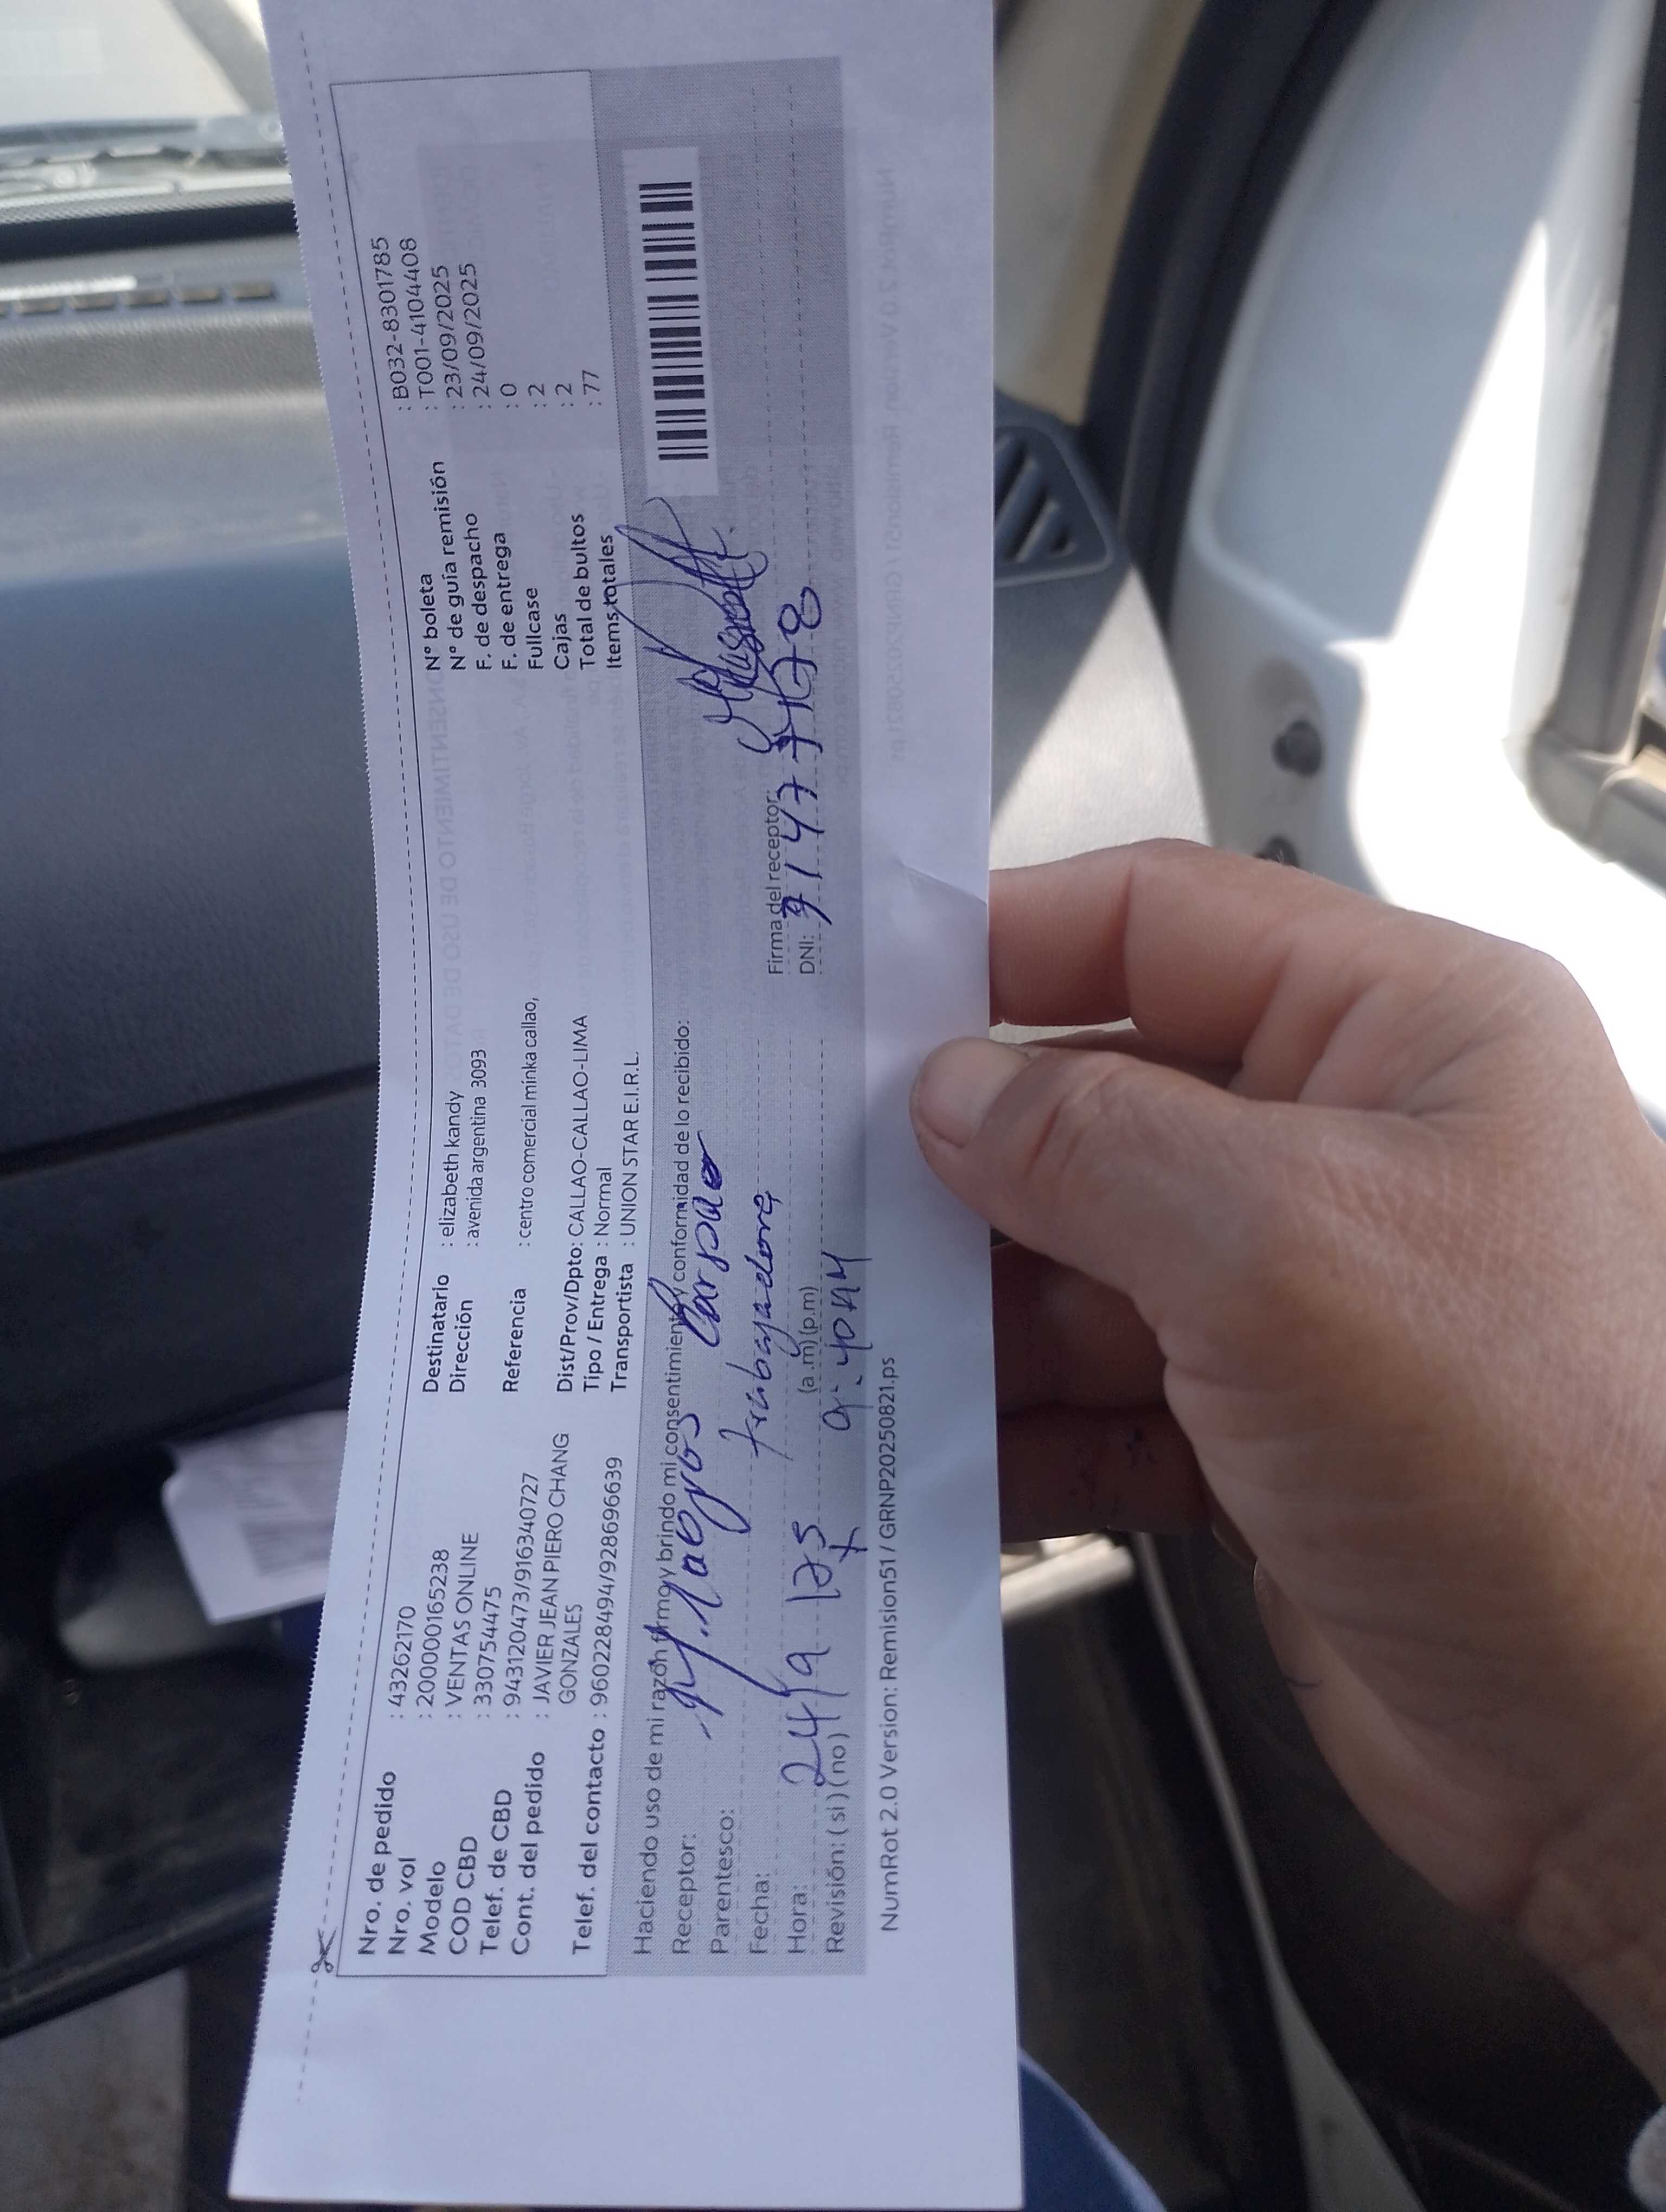 Nro. de pedido : 43262170
Nro. vol : 2000000165238
Modelo : VENTAS ONLINE
COD CBD : 330754475
Telef. de CBD : 943120473/916340727
Cont. del pedido : JAVIER JEAN PIERO CHANG
GONZALES
Telef. del contacto : 960228494/928696639
Destinatario : elizabeth kandy
Dirección : avenida argentina 3093
Referencia : centro comercial minka callao,
Dist/Prov/Dpto: CALLAO-CALLAO-LIMA
Tipo / Entrega : Normal
Transportista : UNION STAR E.I.R.L.
N° boleta : B032-8301785
N° de guía remisión : T001-4104408
F. de despacho : 23/09/2025
F. de entrega : 24/09/2025
Fullcase : 0
Cajas : 2
Total de bultos : 2
Items totales : 77
Haciendo uso de mi razón firmo y brindo mi consentimiento y conformidad de lo recibido:
Receptor:
Parentesco: trabajadora
Fecha: 24/9/25
Hora: (a .m) (p.m) 9:40 AM
Revisión: ( si ) (no )
Firma del receptor:
DNI:
NumRot 2.0 Version: Remision51 / GRNP20250821.ps